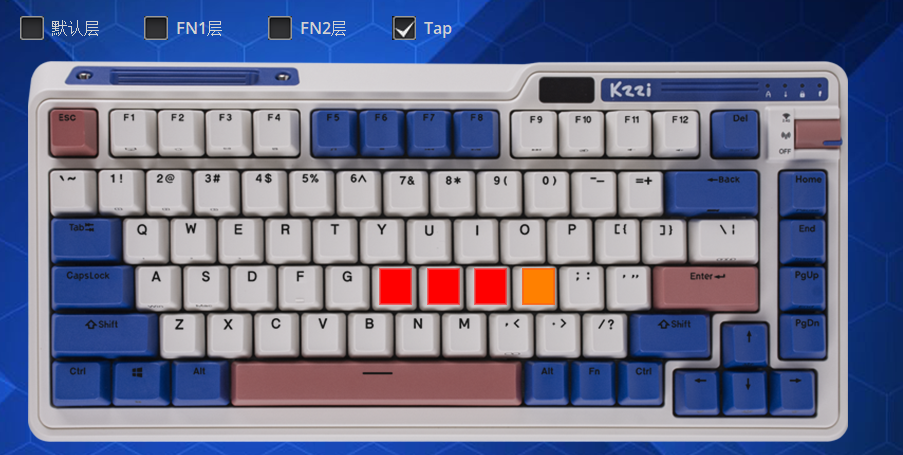 默认层 FN1层 FN2层 Tap
Kzzi
Esc F1 F2 F3 F4 F5 F6 F7 F8 F9 F10 F11 F12 Del
OFF
\ ~ 1 ! 2 @ 3 # 4 $ 5 % 6 ^ 7 & 8 * 9 ( 0 ) - _ = + ←Back Home
Tab Q W E R T Y U I O P [ { ] } \ | End
CapsLock A S D F G ; : ' " Enter↵ PgUp
⇧Shift Z X C V B N M , < . > / ? ⇧Shift PgDn
↑
Ctrl Alt Alt Fn Ctrl ← ↓ →